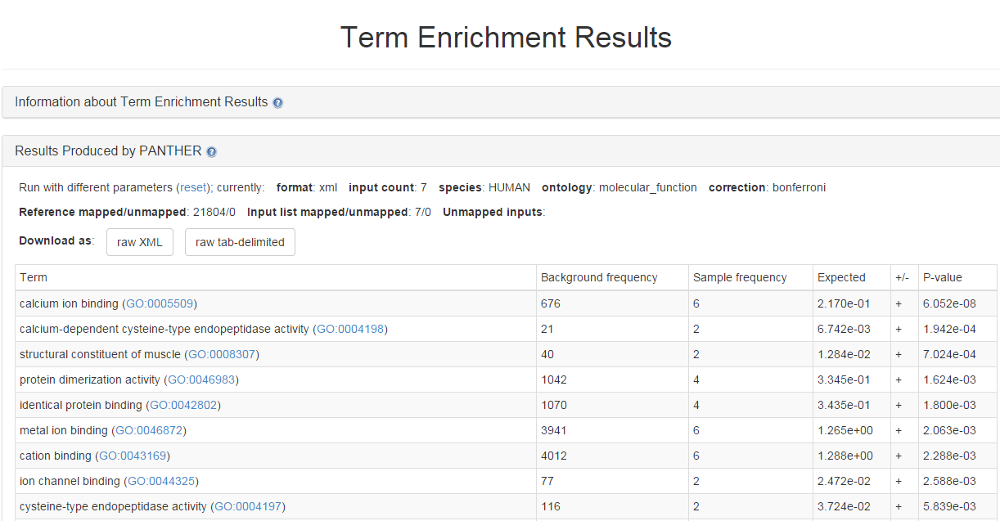 Term Enrichment Results
Information about Term Enrichment Results ?
Results Produced by PANTHER ?
Run with different parameters (reset); currently: format: xml input count: 7 species: HUMAN ontology: molecular_function correction: bonferroni
Reference mapped/unmapped: 21804/0 Input list mapped/unmapped: 7/0 Unmapped inputs:
Download as: raw XML raw tab-delimited
Term Background frequency Sample frequency Expected +/- P-value
calcium ion binding (GO:0005509) 676 6 2.170e-01 + 6.052e-08
calcium-dependent cysteine-type endopeptidase activity (GO:0004198) 21 2 6.742e-03 + 1.942e-04
structural constituent of muscle (GO:0008307) 40 2 1.284e-02 + 7.024e-04
protein dimerization activity (GO:0046983) 1042 4 3.345e-01 + 1.624e-03
identical protein binding (GO:0042802) 1070 4 3.435e-01 + 1.800e-03
metal ion binding (GO:0046872) 3941 6 1.265e+00 + 2.063e-03
cation binding (GO:0043169) 4012 6 1.288e+00 + 2.288e-03
ion channel binding (GO:0044325) 77 2 2.472e-02 + 2.588e-03
cysteine-type endopeptidase activity (GO:0004197) 116 2 3.724e-02 + 5.839e-03